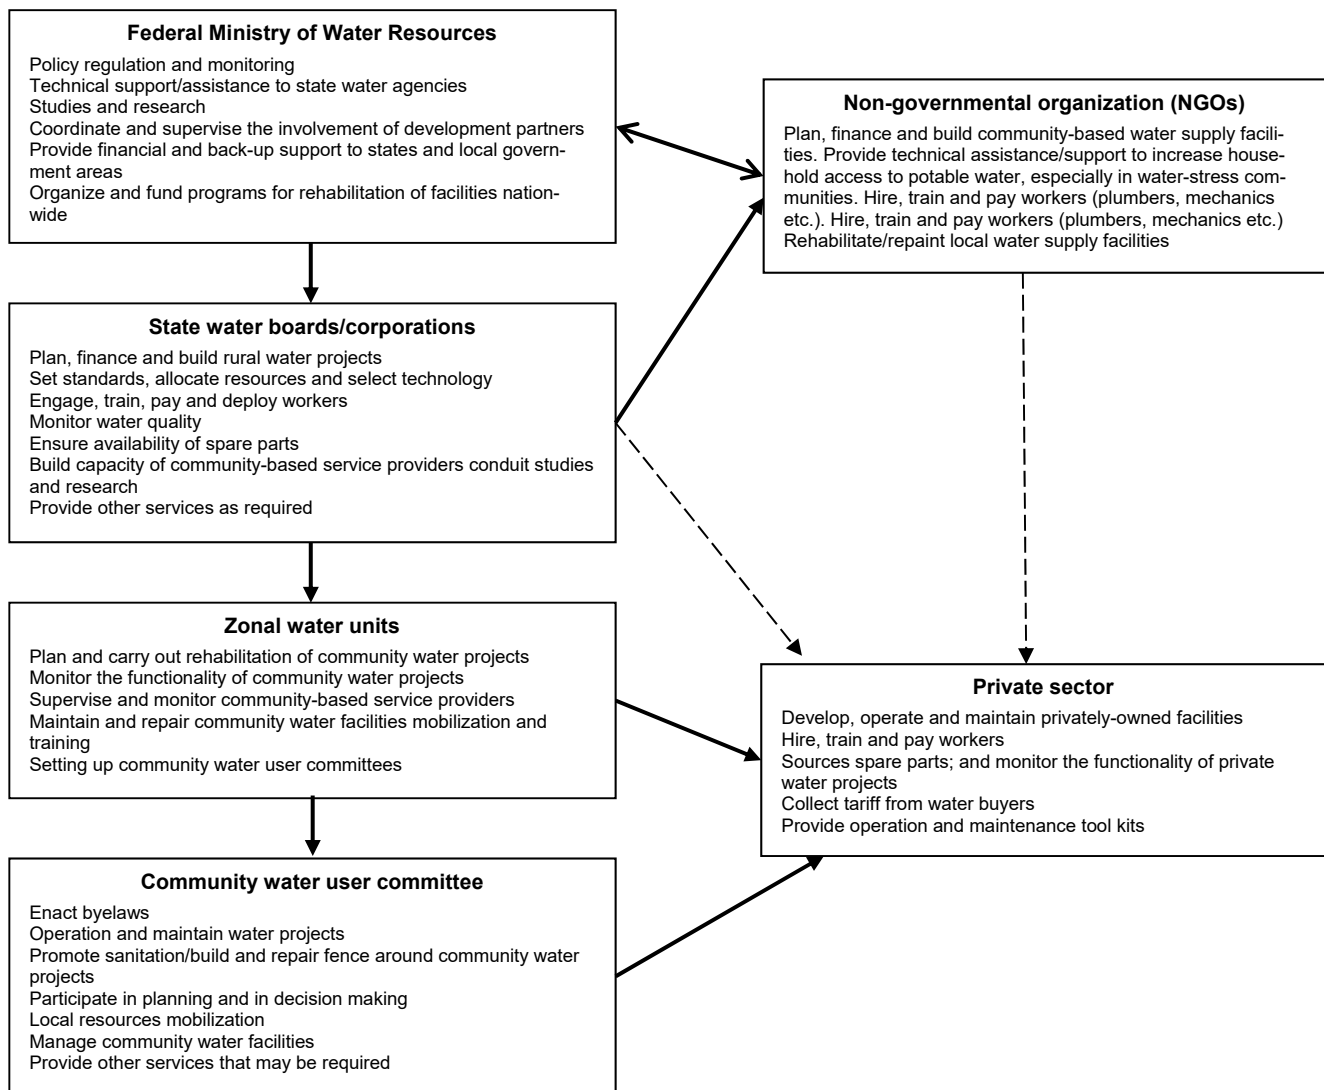 Federal Ministry of Water Resources
Policy regulation and monitoring
Technical support/assistance to state water agencies
Studies and research
Coordinate and supervise the involvement of development partners
Provide financial and back-up support to states and local govern-
ment areas
Organize and fund programs for rehabilitation of facilities nation-
wide
Non-governmental organization (NGOs)
Plan, finance and build community-based water supply facili-
ties. Provide technical assistance/support to increase house-
hold access to potable water, especially in water-stress com-
munities. Hire, train and pay workers (plumbers, mechanics
etc.). Hire, train and pay workers (plumbers, mechanics etc.)
Rehabilitate/repaint local water supply facilities
State water boards/corporations
Plan, finance and build rural water projects
Set standards, allocate resources and select technology
Engage, train, pay and deploy workers
Monitor water quality
Ensure availability of spare parts
Build capacity of community-based service providers conduit studies
and research
Provide other services as required
Zonal water units
Plan and carry out rehabilitation of community water projects
Monitor the functionality of community water projects
Supervise and monitor community-based service providers
Maintain and repair community water facilities mobilization and
training
Setting up community water user committees
Private sector
Develop, operate and maintain privately-owned facilities
Hire, train and pay workers
Sources spare parts; and monitor the functionality of private
water projects
Collect tariff from water buyers
Provide operation and maintenance tool kits
Community water user committee
Enact byelaws
Operation and maintain water projects
Promote sanitation/build and repair fence around community water
projects
Participate in planning and in decision making
Local resources mobilization
Manage community water facilities
Provide other services that may be required